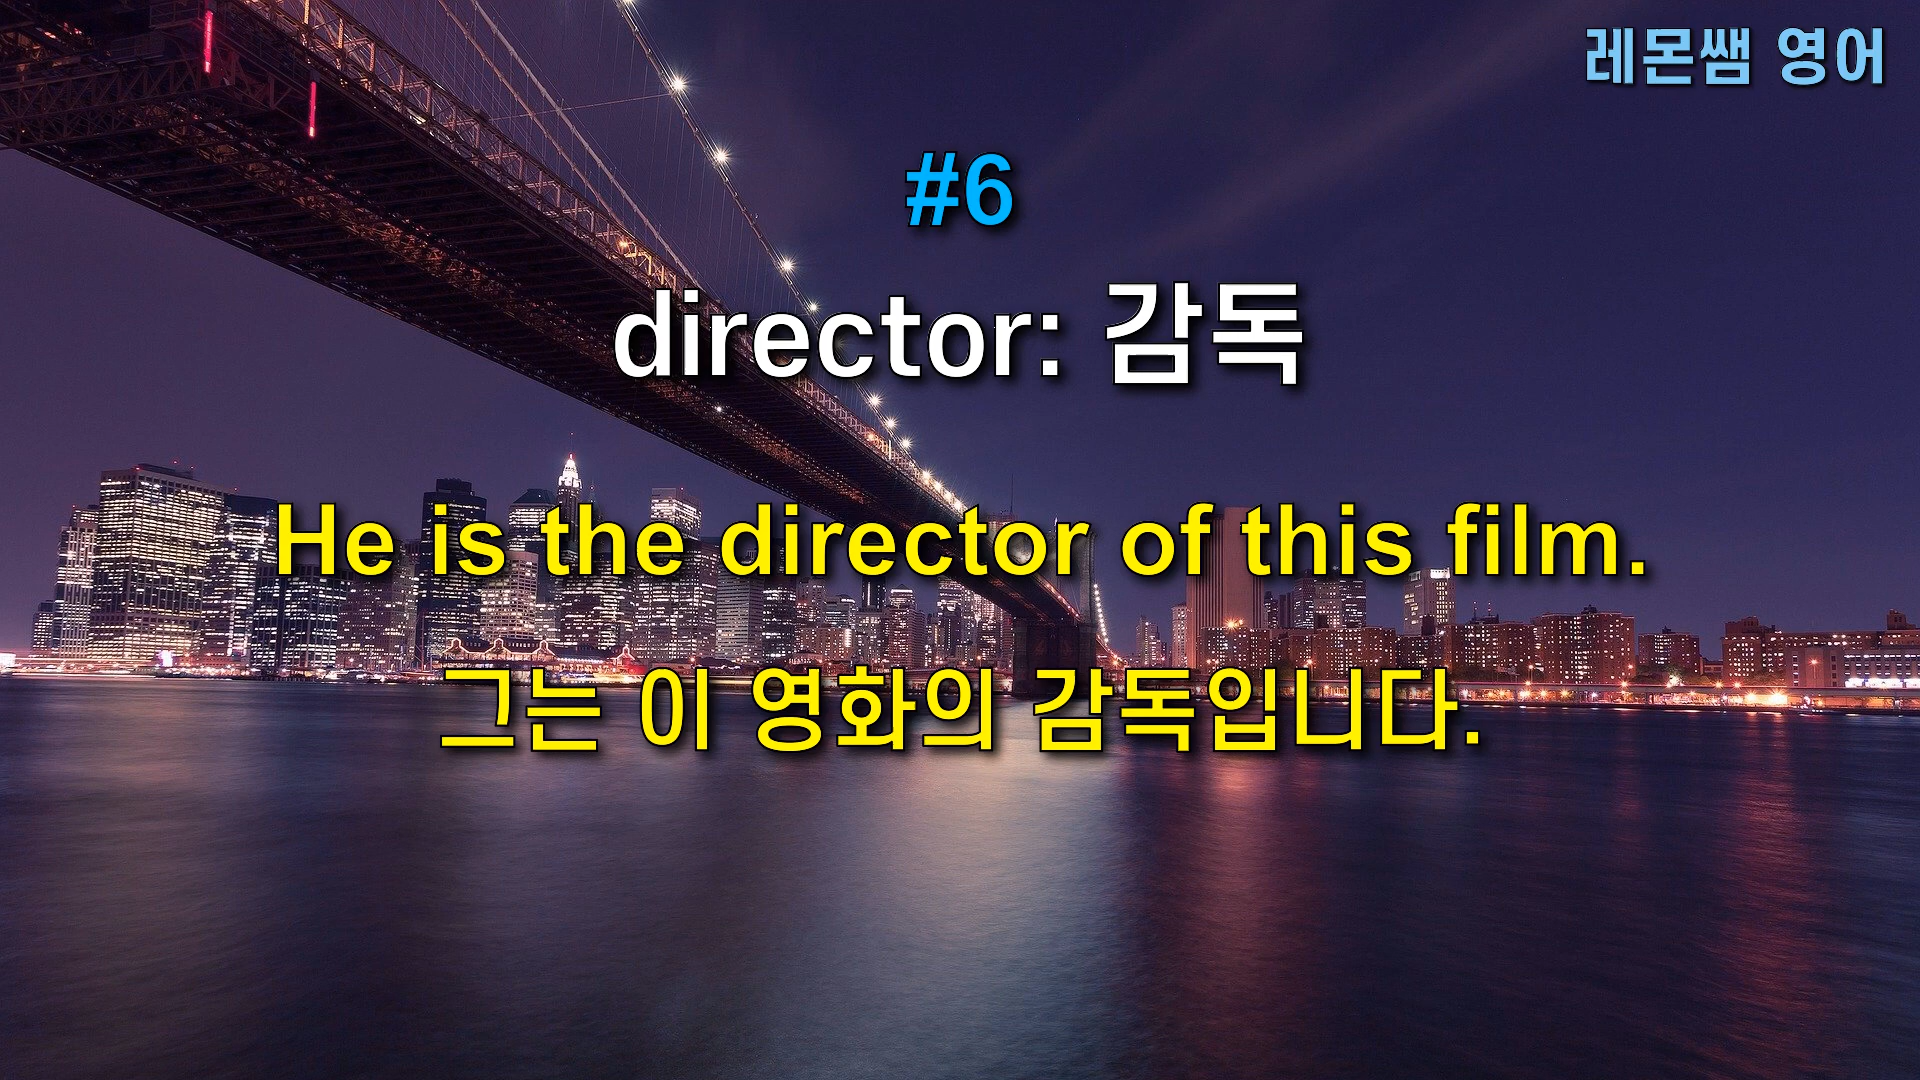 레몬쌤 영어
#6
director: 감독
He is the director of this film.
그는 이 영화의 감독입니다.